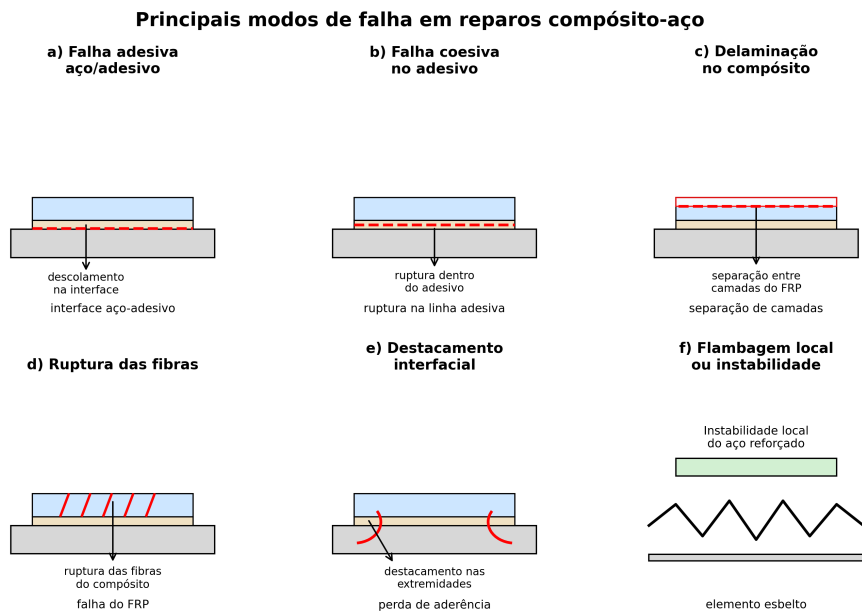 Principais modos de falha em reparos compósito-aço
a) Falha adesiva
aço/adesivo
descolamento
na interface
interface aço-adesivo
b) Falha coesiva
no adesivo
ruptura dentro
do adesivo
ruptura na linha adesiva
c) Delaminação
no compósito
separação entre
camadas do FRP
separação de camadas
d) Ruptura das fibras
ruptura das fibras
do compósito
falha do FRP
e) Destacamento
interfacial
destacamento nas
extremidades
perda de aderência
f) Flambagem local
ou instabilidade
Instabilidade local
do aço reforçado
elemento esbelto